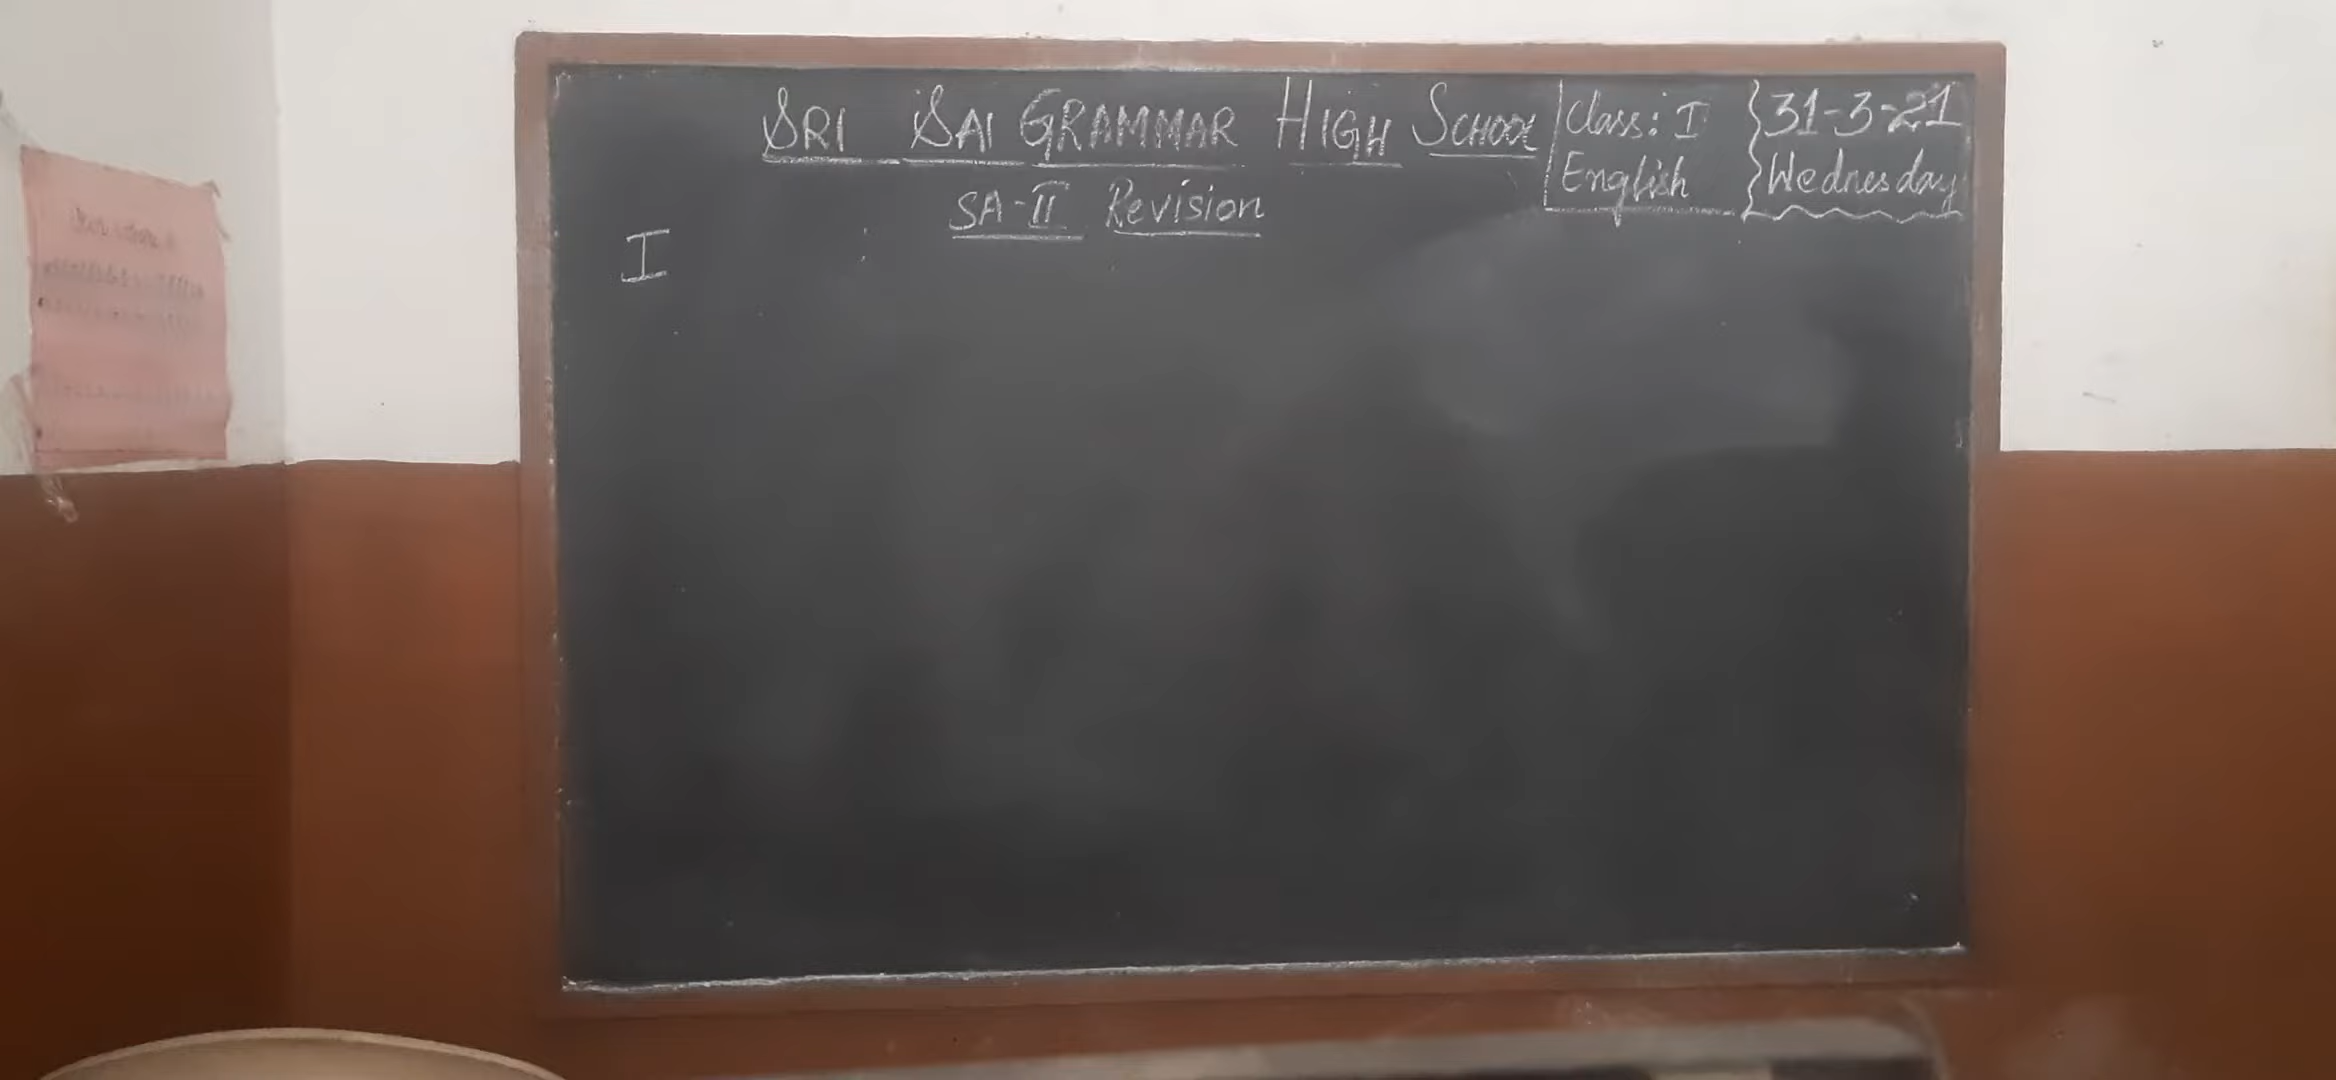 SRI SAI GRAMMAR HIGH SCHOOL
Class: I
English
31-3-21
Wednesday
SA-II Revision
I